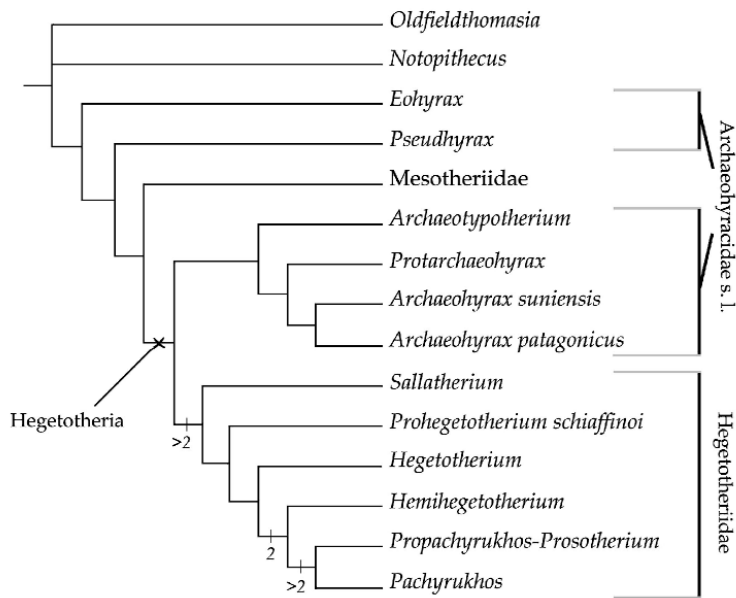 Oldfieldthomasia
Notopithecus
Eohyrax
Pseudhyrax
Mesotheriidae
Archaeotypotherium
Protarchaeohyrax
Archaeohyrax suniensis
Archaeohyrax patagonicus
Archaeohyracidae s. l.
Sallatherium
Hegetotheria
Prohegetotherium schiaffinoi
>2
Hegetotherium
Hemihegetotherium
2
Propachyrukhos-Prosotherium
>2
Pachyrukhos
Hegetotheriidae